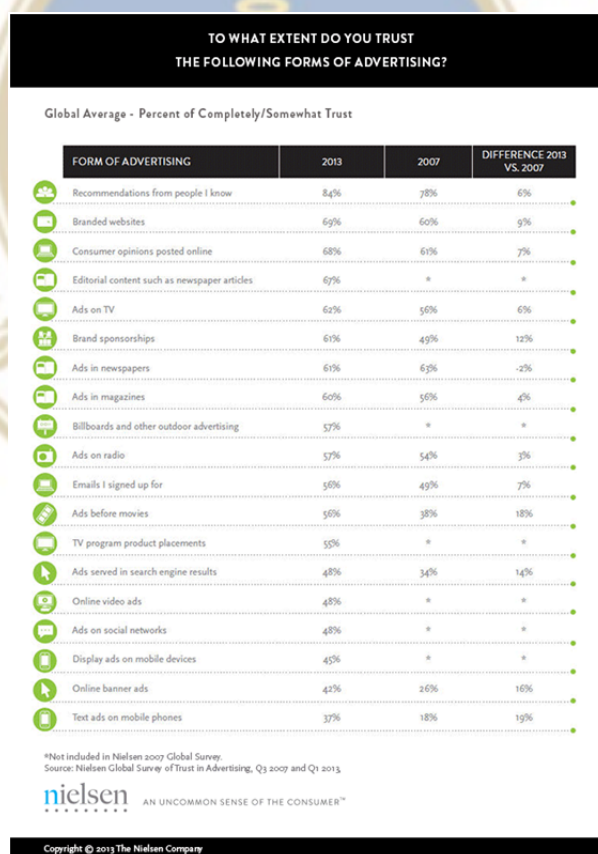 TO WHAT EXTENT DO YOU TRUST
THE FOLLOWING FORMS OF ADVERTISING?
Global Average - Percent of Completely/Somewhat Trust
FORM OF ADVERTISING 2013 2007 DIFFERENCE 2013 VS. 2007
Recommendations from people I know 84% 78% 6%
Branded websites 69% 60% 9%
Consumer opinions posted online 68% 61% 7%
Editorial content such as newspaper articles 67% * *
Ads on TV 62% 56% 6%
Brand sponsorships 61% 49% 12%
Ads in newspapers 61% 63% -2%
Ads in magazines 60% 56% 4%
Billboards and other outdoor advertising 57% * *
Ads on radio 57% 54% 3%
Emails I signed up for 56% 49% 7%
Ads before movies 56% 38% 18%
TV program product placements 55% * *
Ads served in search engine results 48% 34% 14%
Online video ads 48% * *
Ads on social networks 48% * *
Display ads on mobile devices 45% * *
Online banner ads 42% 26% 16%
Text ads on mobile phones 37% 18% 19%
*Not included in Nielsen 2007 Global Survey.
Source: Nielsen Global Survey of Trust in Advertising, Q3 2007 and Q1 2013,
nielsen AN UNCOMMON SENSE OF THE CONSUMER™
Copyright © 2013 The Nielsen Company